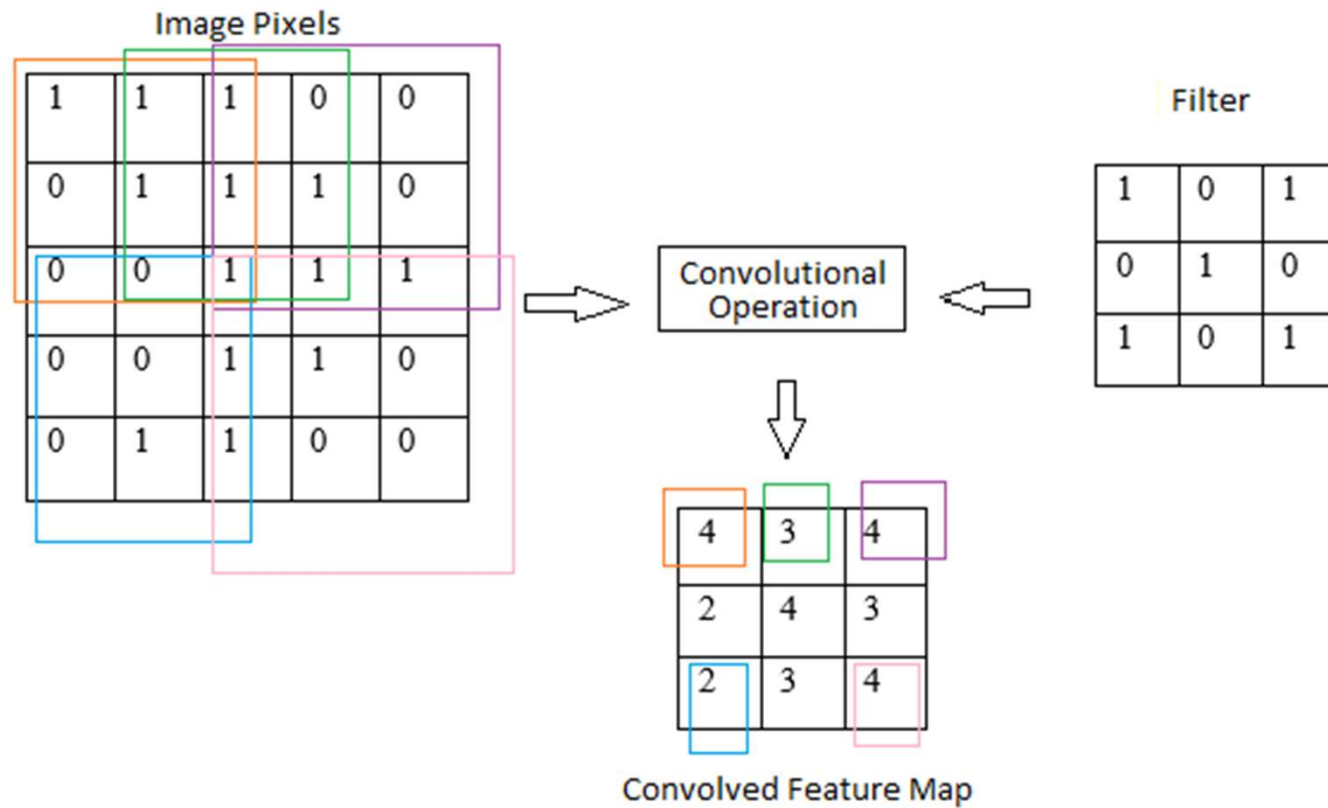 Image Pixels
1 1 1 0 0
0 1 1 1 0
0 0 1 1 1
0 0 1 1 0
0 1 1 0 0
Filter
1 0 1
0 1 0
1 0 1
Convolutional
Operation
4 3 4
2 4 3
2 3 4
Convolved Feature Map